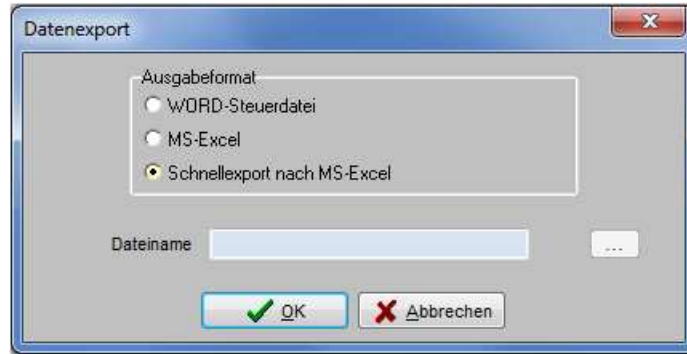 Datenexport
Ausgabeformat
WORD-Steuerdatei
MS-Excel
Schnellexport nach MS-Excel
Dateiname ...
OK Abbrechen